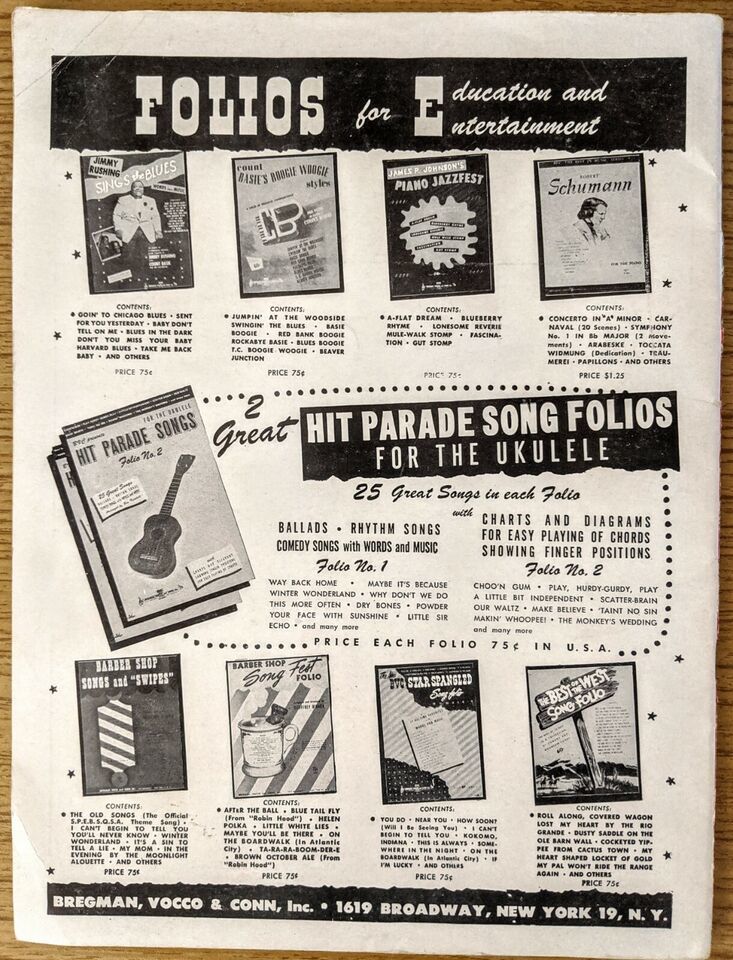 FOLIOS for Education and
Entertainment
JIMMY
RUSHING
SINGS the BLUES
WORDS and MUSIC
count
BASIE'S BOOGIE WOOGIE
styles
JAMES P. JOHNSON'S
PIANO JAZZFEST
ROBERT
Schumann
FOR THE PIANO
CONTENTS:
• GOIN' TO CHICAGO BLUES • SENT
FOR YOU YESTERDAY • BABY DON'T
TELL ON ME • BLUES IN THE DARK
DON'T YOU MISS YOUR BABY
HARVARD BLUES • TAKE ME BACK
BABY • AND OTHERS
PRICE 75¢
CONTENTS:
• JUMPIN' AT THE WOODSIDE
SWINGIN' THE BLUES • BASIE
BOOGIE • RED BANK BOOGIE
ROCKABYE BASIE • BLUES BOOGIE
T.C. BOOGIE WOOGIE • BEAVER
JUNCTION
PRICE 75¢
CONTENTS:
• A-FLAT DREAM • BLUEBERRY
RHYME • LONESOME REVERIE
MULE-WALK STOMP • FASCINA-
TION • GUT STOMP
PRICE 75¢
CONTENTS:
• CONCERTO IN "A" MINOR • CAR-
NAVAL (20 Scenes) • SYMPHONY
No. 1 IN Bb MAJOR (2 move-
ments) • ARABESKE • TOCCATA
WIDMUNG (Dedication) • TRAU-
MEREI • PAPILLONS • AND OTHERS
PRICE $1.25
BVC presents
FOR THE UKULELE
HIT PARADE SONGS
Folio No. 2
25 Great Songs
2
Great
HIT PARADE SONG FOLIOS
FOR THE UKULELE
25 Great Songs in each Folio
with
BALLADS • RHYTHM SONGS
COMEDY SONGS with WORDS and MUSIC
Folio No. 1
WAY BACK HOME • MAYBE IT'S BECAUSE
WINTER WONDERLAND • WHY DON'T WE DO
THIS MORE OFTEN • DRY BONES • POWDER
YOUR FACE WITH SUNSHINE • LITTLE SIR
ECHO • and many more
CHARTS AND DIAGRAMS
FOR EASY PLAYING OF CHORDS
SHOWING FINGER POSITIONS
Folio No. 2
CHOO'N GUM • PLAY, HURDY-GURDY, PLAY
A LITTLE BIT INDEPENDENT • SCATTER-BRAIN
OUR WALTZ • MAKE BELIEVE • 'TAINT NO SIN
MAKIN' WHOOPEE! • THE MONKEY'S WEDDING
and many more
PRICE EACH FOLIO 75¢ IN U.S.A.
BARBER SHOP
SONGS and "SWIPES"
BARBER SHOP
Song Fest
FOLIO
BVC STAR SPANGLED
Song folio
THE BEST OF THE WEST
SONG FOLIO
CONTENTS:
• THE OLD SONGS (The Official
S.P.E.B.S.Q.S.A. Theme Song) •
I CAN'T BEGIN TO TELL YOU
YOU'LL NEVER KNOW • WINTER
WONDERLAND • IT'S A SIN TO
TELL A LIE • MY MOM • IN THE
EVENING BY THE MOONLIGHT
ALOUETTE • AND OTHERS
PRICE 75¢
CONTENTS:
• AFTER THE BALL • BLUE TAIL FLY
(From "Robin Hood") • HELEN
POLKA • LITTLE WHITE LIES •
MAYBE YOU'LL BE THERE • ON
THE BOARDWALK (In Atlantic
City) • TA-RA-RA-BOOM-DER-E
• BROWN OCTOBER ALE (From
"Robin Hood")
PRICE 75¢
CONTENTS:
• YOU DO • NEAR YOU • HOW SOON?
(Will I Be Seeing You) • I CAN'T
BEGIN TO TELL YOU • KOKOMO,
INDIANA • THIS IS ALWAYS • SOME-
WHERE IN THE NIGHT • ON THE
BOARDWALK (In Atlantic City) • IF
I'M LUCKY • AND OTHERS
PRICE 75¢
CONTENTS:
• ROLL ALONG, COVERED WAGON
LOST MY HEART BY THE RIO
GRANDE • DUSTY SADDLE ON THE
OLE BARN WALL • COCKEYED YIP-
PEE FROM CACTUS TOWN • MY
HEART SHAPED LOCKET OF GOLD
MY PAL WON'T RIDE THE RANGE
AGAIN • AND OTHERS
PRICE 75¢
BREGMAN, VOCCO & CONN, Inc. • 1619 BROADWAY, NEW YORK 19, N. Y.